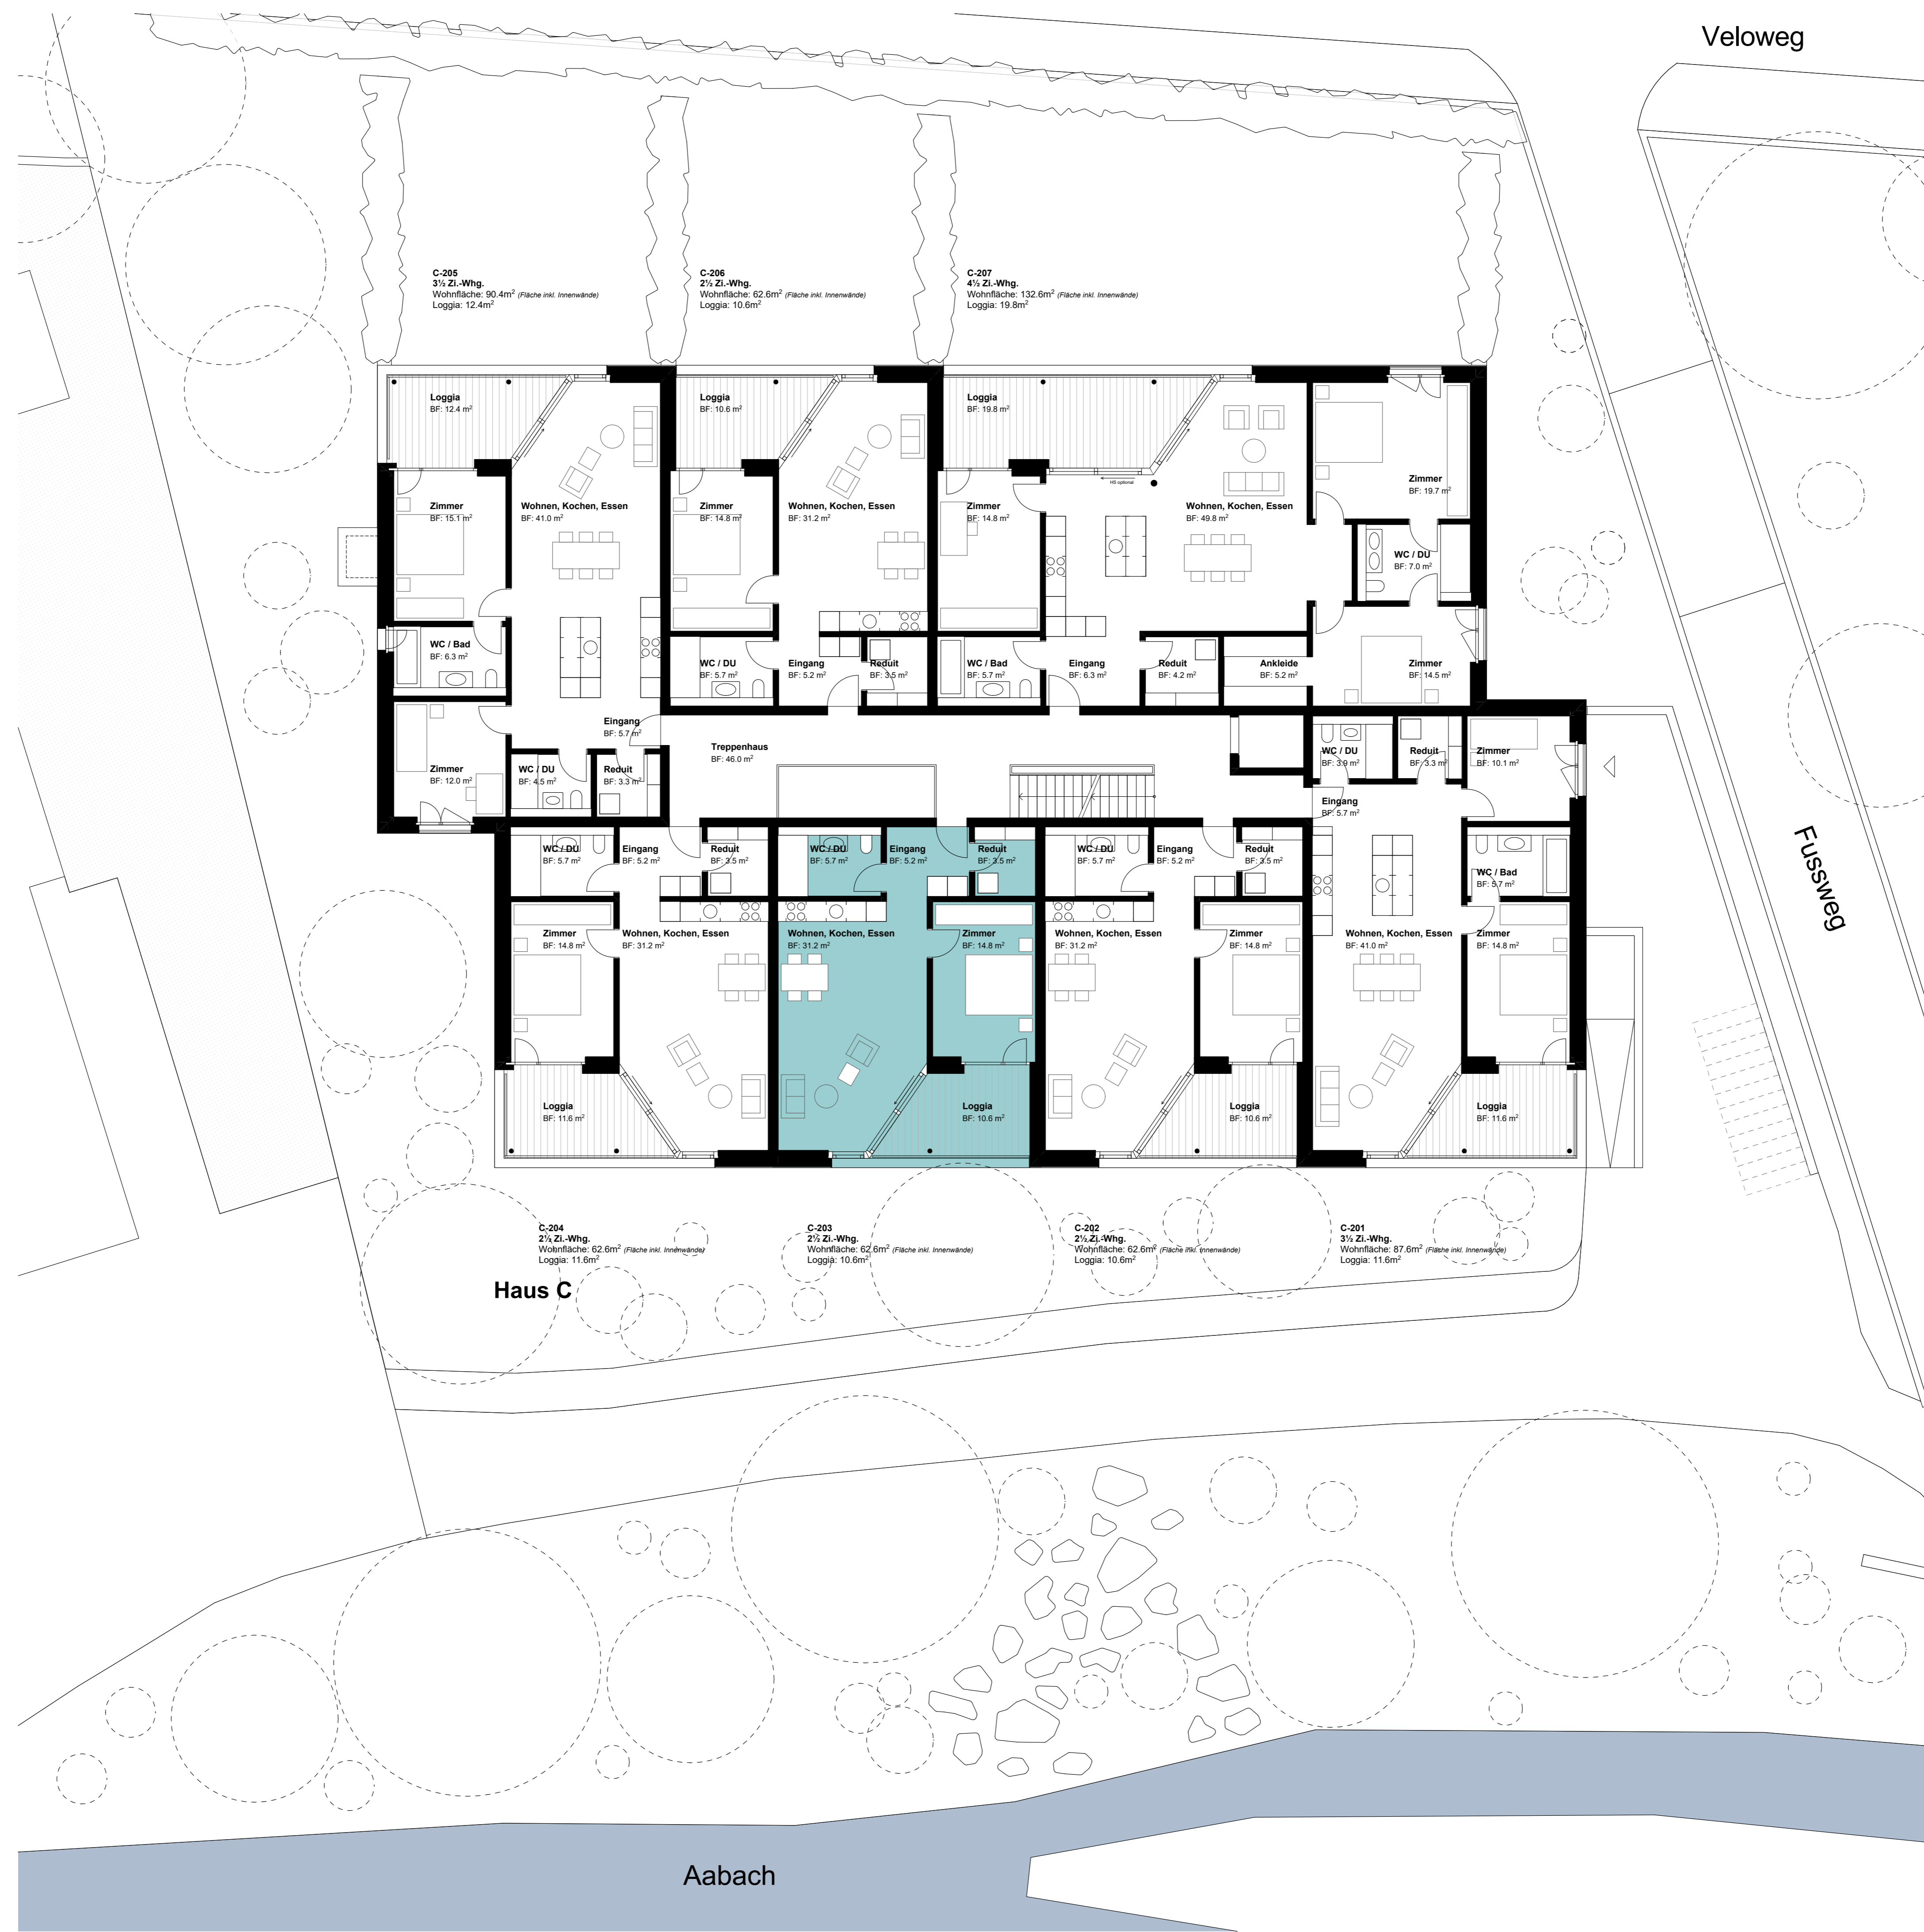 Veloweg
C-205
3½ Zi.-Whg.
Wohnfläche: 90.4m² (Fläche inkl. Innenwände)
Loggia: 12.4m²
C-206
2½ Zi.-Whg.
Wohnfläche: 62.6m² (Fläche inkl. Innenwände)
Loggia: 10.6m²
C-207
4½ Zi.-Whg.
Wohnfläche: 132.6m² (Fläche inkl. Innenwände)
Loggia: 19.8m²
Loggia
BF: 12.4 m²
Loggia
BF: 10.6 m²
Loggia
BF: 19.8 m²
HS optional
Zimmer
BF: 19.7 m²
Zimmer
BF: 15.1 m²
Wohnen, Kochen, Essen
BF: 41.0 m²
Zimmer
BF: 14.8 m²
Wohnen, Kochen, Essen
BF: 31.2 m²
Zimmer
BF: 14.8 m²
Wohnen, Kochen, Essen
BF: 49.8 m²
WC / DU
BF: 7.0 m²
WC / Bad
BF: 6.3 m²
WC / DU
BF: 5.7 m²
Eingang
BF: 5.2 m²
Reduit
BF: 3.5 m²
WC / Bad
BF: 5.7 m²
Eingang
BF: 6.3 m²
Reduit
BF: 4.2 m²
Ankleide
BF: 5.2 m²
Zimmer
BF: 14.5 m²
Eingang
BF: 5.7 m²
Treppenhaus
BF: 46.0 m²
Zimmer
BF: 12.0 m²
WC / DU
BF: 4.5 m²
Reduit
BF: 3.3 m²
WC / DU
BF: 3.9 m²
Reduit
BF: 3.3 m²
Zimmer
BF: 10.1 m²
Eingang
BF: 5.7 m²
Fussweg
WC / DU
BF: 5.7 m²
Eingang
BF: 5.2 m²
Reduit
BF: 3.5 m²
WC / DU
BF: 5.7 m²
Eingang
BF: 5.2 m²
Reduit
BF: 3.5 m²
WC / DU
BF: 5.7 m²
Eingang
BF: 5.2 m²
Reduit
BF: 3.5 m²
WC / Bad
BF: 5.7 m²
Zimmer
BF: 14.8 m²
Wohnen, Kochen, Essen
BF: 31.2 m²
Wohnen, Kochen, Essen
BF: 31.2 m²
Zimmer
BF: 14.8 m²
Wohnen, Kochen, Essen
BF: 31.2 m²
Zimmer
BF: 14.8 m²
Wohnen, Kochen, Essen
BF: 41.0 m²
Zimmer
BF: 14.8 m²
Loggia
BF: 11.6 m²
Loggia
BF: 10.6 m²
Loggia
BF: 10.6 m²
Loggia
BF: 11.6 m²
C-204
2½ Zi.-Whg.
Wohnfläche: 62.6m² (Fläche inkl. Innenwände)
Loggia: 11.6m²
C-203
2½ Zi.-Whg.
Wohnfläche: 62.6m² (Fläche inkl. Innenwände)
Loggia: 10.6m²
C-202
2½ Zi.-Whg.
Wohnfläche: 62.6m² (Fläche inkl. Innenwände)
Loggia: 10.6m²
C-201
3½ Zi.-Whg.
Wohnfläche: 87.6m² (Fläche inkl. Innenwände)
Loggia: 11.6m²
Haus C
Aabach